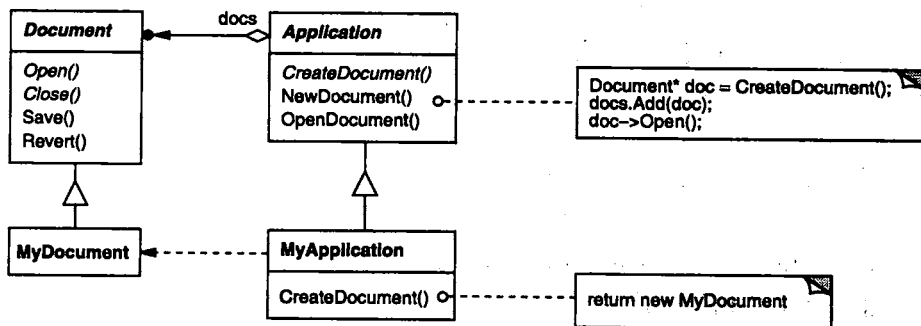 docs
Document
Open()
Close()
Save()
Revert()
Application
CreateDocument()
NewDocument()
OpenDocument()
Document* doc = CreateDocument();
docs.Add(doc);
doc->Open();
MyDocument
MyApplication
CreateDocument()
return new MyDocument